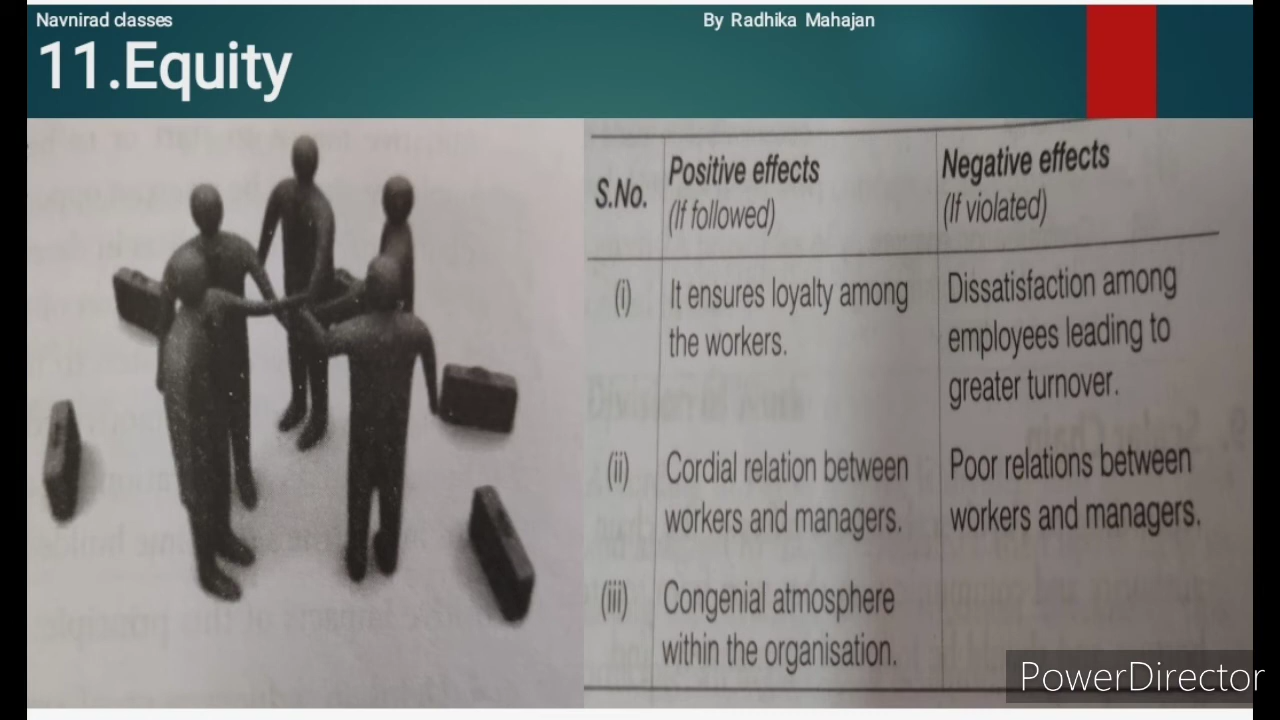 Navnirad classes
By Radhika Mahajan
11.Equity
S.No.
Positive effects
(If followed)
Negative effects
(If violated)
(i)
It ensures loyalty among
the workers.
Dissatisfaction among
employees leading to
greater turnover.
(ii)
Cordial relation between
workers and managers.
Poor relations between
workers and managers.
(iii)
Congenial atmosphere
within the organisation.
PowerDirector